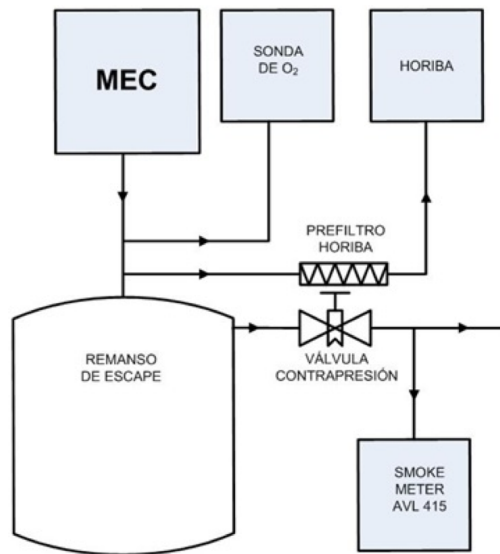 MEC
SONDA
DE O₂
HORIBA
PREFILTRO
HORIBA
REMANSO
DE ESCAPE
VÁLVULA
CONTRAPRESIÓN
SMOKE
METER
AVL 415